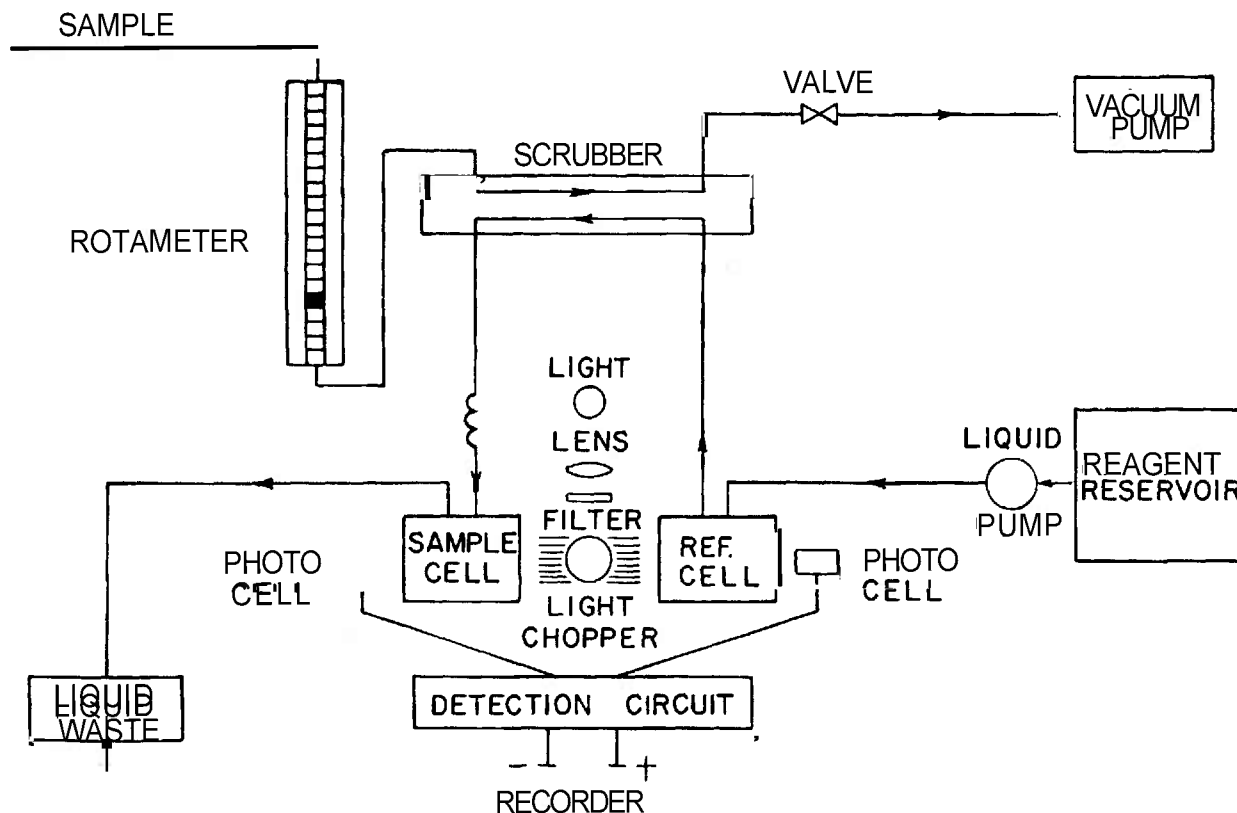 SAMPLE
VALVE
VACUUM
PUMP
SCRUBBER
ROTAMETER
LIGHT
LENS
LIQUID
PUMP
REAGENT
RESERVOIR
FILTER
SAMPLE
CELL
REF.
CELL
PHOTO
CELL
PHOTO
CELL
LIGHT
CHOPPER
LIQUID
WASTE
DETECTION CIRCUIT
- +
RECORDER